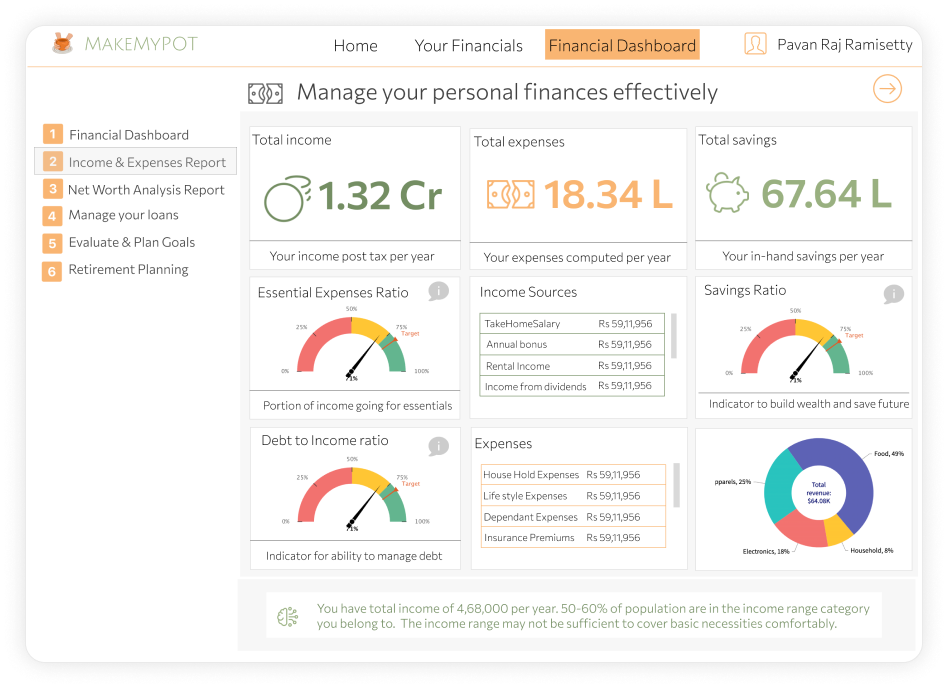 MAKEMYPOT
Home
Your Financials
Financial Dashboard
Pavan Raj Ramisetty
Manage your personal finances effectively
1 Financial Dashboard
2 Income & Expenses Report
3 Net Worth Analysis Report
4 Manage your loans
5 Evaluate & Plan Goals
6 Retirement Planning
Total income
1.32 Cr
Your income post tax per year
Total expenses
18.34 L
Your expenses computed per year
Total savings
67.64 L
Your in-hand savings per year
Essential Expenses Ratio
i
0%
25%
50%
75%
Target
100%
71%
Portion of income going for essentials
Income Sources
TakeHomeSalary Rs 59,11,956
Annual bonus Rs 59,11,956
Rental Income Rs 59,11,956
Income from dividends Rs 59,11,956
Savings Ratio
i
0%
25%
50%
75%
Target
100%
71%
Indicator to build wealth and save future
Debt to Income ratio
i
0%
25%
50%
75%
Target
100%
71%
Indicator for ability to manage debt
Expenses
House Hold Expenses Rs 59,11,956
Life style Expenses Rs 59,11,956
Dependant Expenses Rs 59,11,956
Insurance Premiums Rs 59,11,956
Food, 49%
pparels, 25%
Total
revenue:
$64.08K
Electronics, 18%
Household, 8%
You have total income of 4,68,000 per year. 50-60% of population are in the income range category
you belong to. The income range may not be sufficient to cover basic necessities comfortably.